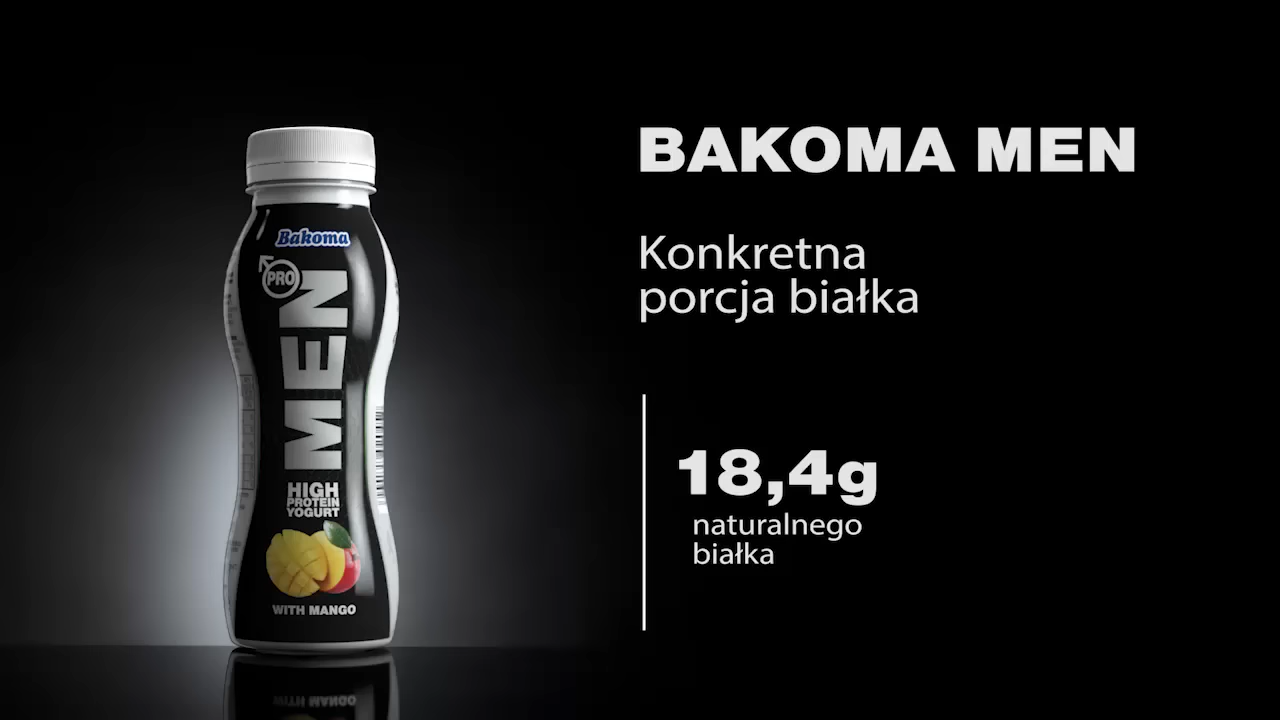 Bakoma
PRO
MEN
HIGH
PROTEIN
YOGURT
WITH MANGO
BAKOMA MEN
Konkretna
porcja białka
18,4g
naturalnego
białka